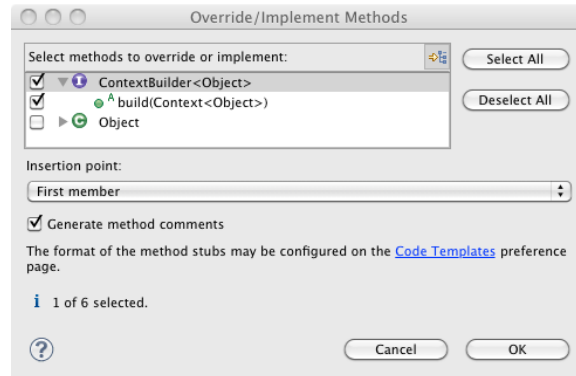 Override/Implement Methods
Select methods to override or implement:
Select All
ContextBuilder<Object>
A build(Context<Object>)
Deselect All
Object
Insertion point:
First member
Generate method comments
The format of the method stubs may be configured on the Code Templates preference
page.
i 1 of 6 selected.
?
Cancel
OK